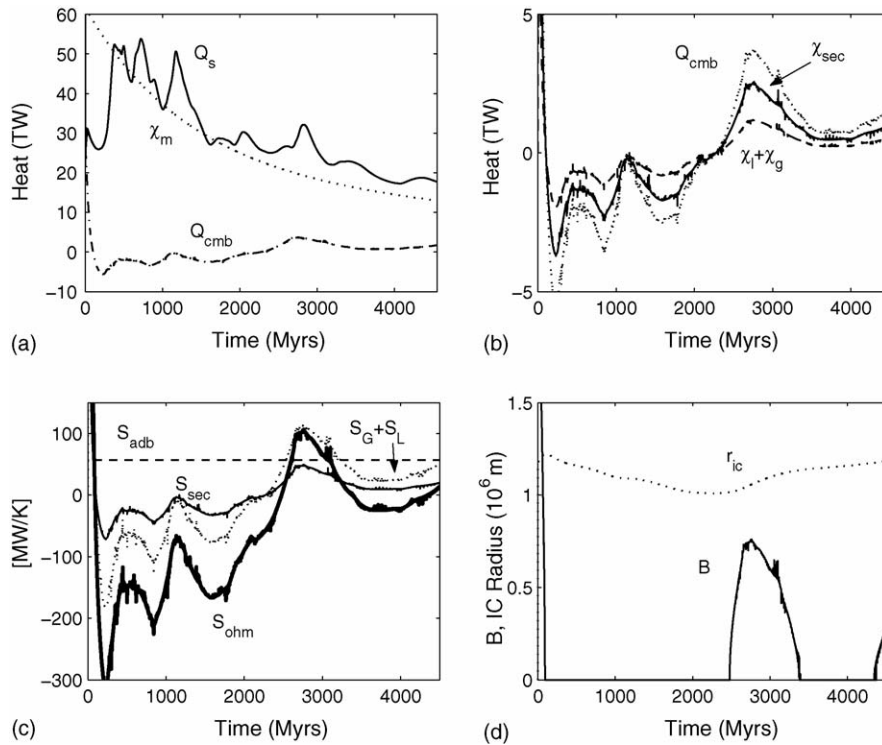 60
50
40
30
20
10
0
-10
Heat (TW)
Q_s
χ_m
Q_cmb
0 1000 2000 3000 4000
Time (Myrs)
(a)
5
0
-5
Heat (TW)
Q_cmb
χ_sec
χ_l+χ_g
0 1000 2000 3000 4000
Time (Myrs)
(b)
100
0
-100
-200
-300
[MW/K]
S_adb
S_G+S_L
S_sec
S_ohm
0 1000 2000 3000 4000
Time (Myrs)
(c)
1.5
1
0.5
0
B, IC Radius (10^6 m)
r_ic
B
0 1000 2000 3000 4000
Time (Myrs)
(d)